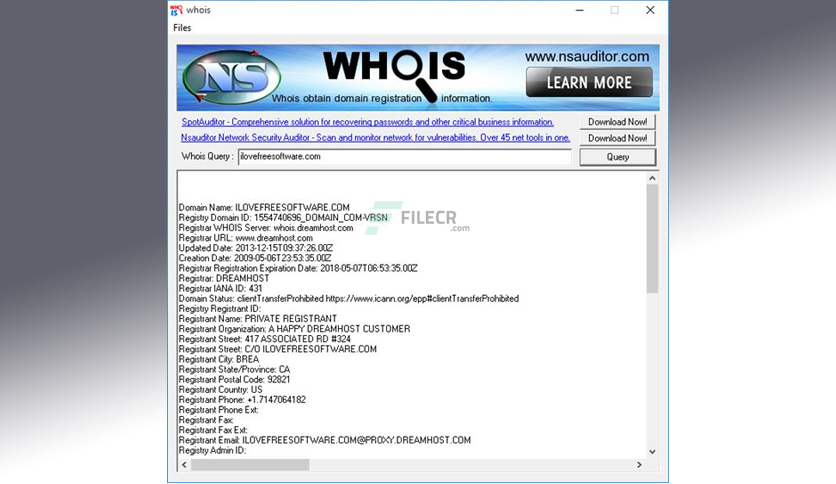 whois
Files
NS
WHOIS
Whois obtain domain registration information.
www.nsauditor.com
LEARN MORE
SpotAuditor - Comprehensive solution for recovering passwords and other critical business information.
Download Now!
Nsauditor Network Security Auditor - Scan and monitor network for vulnerabilities. Over 45 net tools in one.
Download Now!
Whois Query : ilovefreesoftware.com
Query
Domain Name: ILOVEFREESOFTWARE.COM
Registry Domain ID: 1554740696_DOMAIN_COM-VRSN
Registrar WHOIS Server: whois.dreamhost.com
Registrar URL: www.dreamhost.com
FILECR
.com
Updated Date: 2013-12-15T09:37:26.00Z
Creation Date: 2009-05-06T23:53:35.00Z
Registrar Registration Expiration Date: 2018-05-07T06:53:35.00Z
Registrar: DREAMHOST
Registrar IANA ID: 431
Domain Status: clientTransferProhibited https://www.icann.org/epp#clientTransferProhibited
Registry Registrant ID:
Registrant Name: PRIVATE REGISTRANT
Registrant Organization: A HAPPY DREAMHOST CUSTOMER
Registrant Street: 417 ASSOCIATED RD #324
Registrant Street: C/O ILOVEFREESOFTWARE.COM
Registrant City: BREA
Registrant State/Province: CA
Registrant Postal Code: 92821
Registrant Country: US
Registrant Phone: +1.7147064182
Registrant Phone Ext:
Registrant Fax:
Registrant Fax Ext:
Registrant Email: ILOVEFREESOFTWARE.COM@PROXY.DREAMHOST.COM
Registry Admin ID: